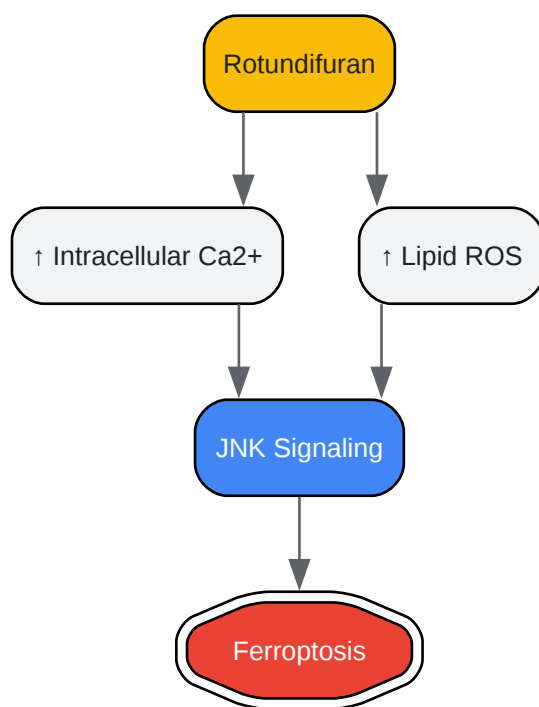 Rotundifuran
↑ Intracellular Ca2+
↑ Lipid ROS
JNK Signaling
Ferroptosis